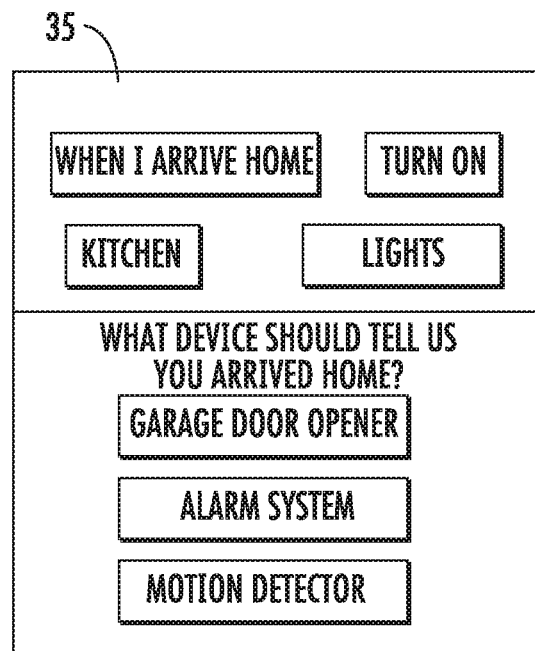 35
WHEN I ARRIVE HOME TURN ON
KITCHEN LIGHTS
WHAT DEVICE SHOULD TELL US
YOU ARRIVED HOME?
GARAGE DOOR OPENER
ALARM SYSTEM
MOTION DETECTOR